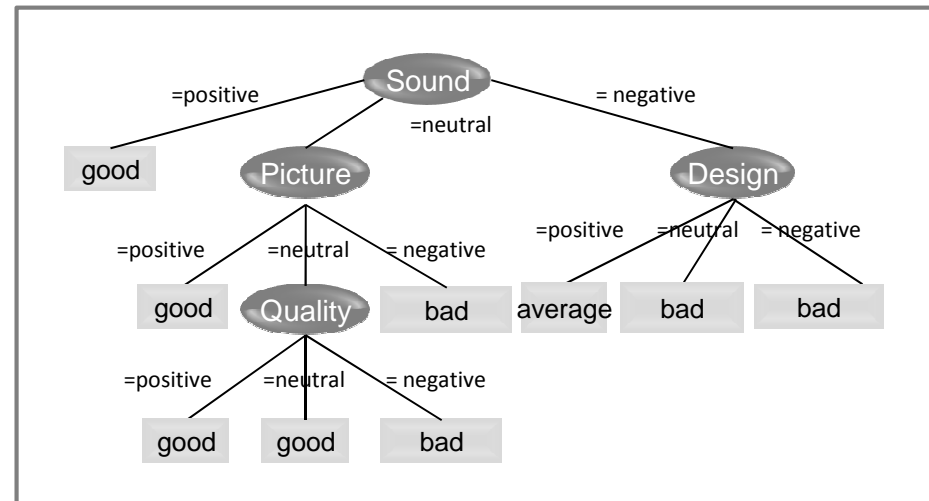 Sound
=positive
= negative
=neutral
good
Picture
Design
=positive
=neutral
= negative
=positive
=neutral
= negative
good
Quality
bad
average
bad
bad
=positive
=neutral
= negative
good
good
bad